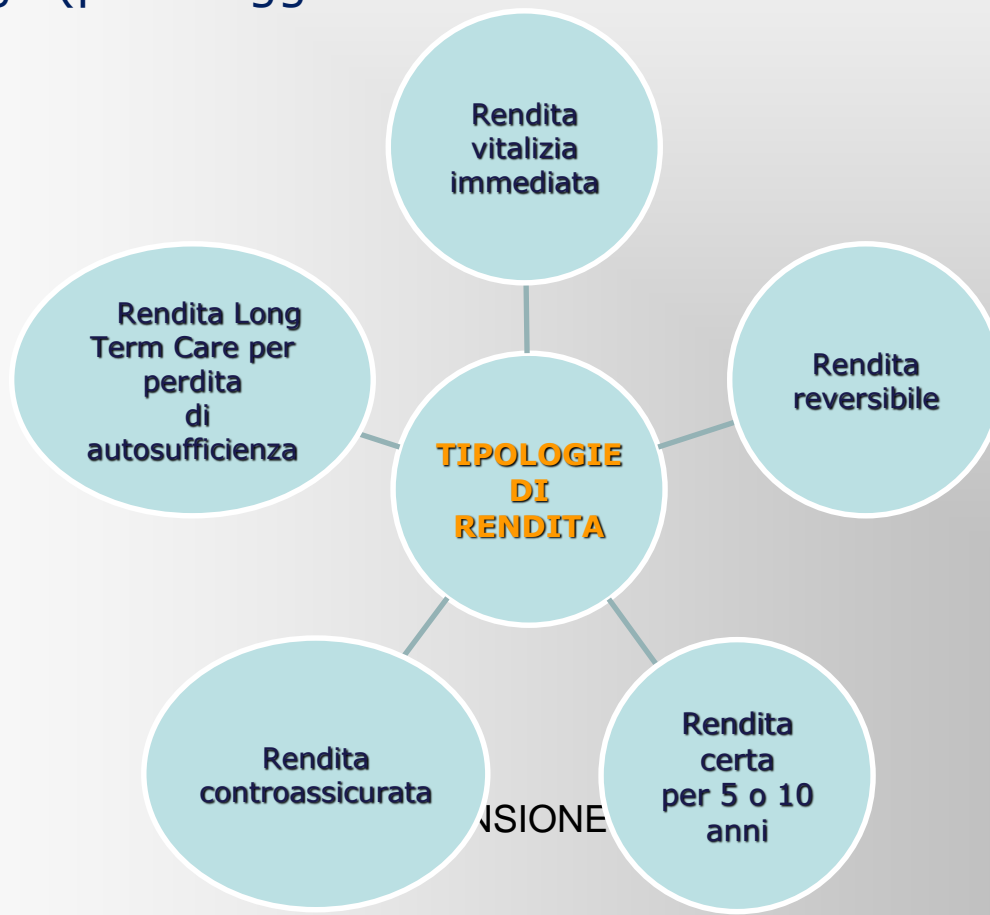 Rendita
vitalizia
immediata
Rendita Long
Term Care per
perdita
di
autosufficienza
Rendita
reversibile
TIPOLOGIE
DI
RENDITA
Rendita
controassicurata
NSIONE
Rendita
certa
per 5 o 10
anni